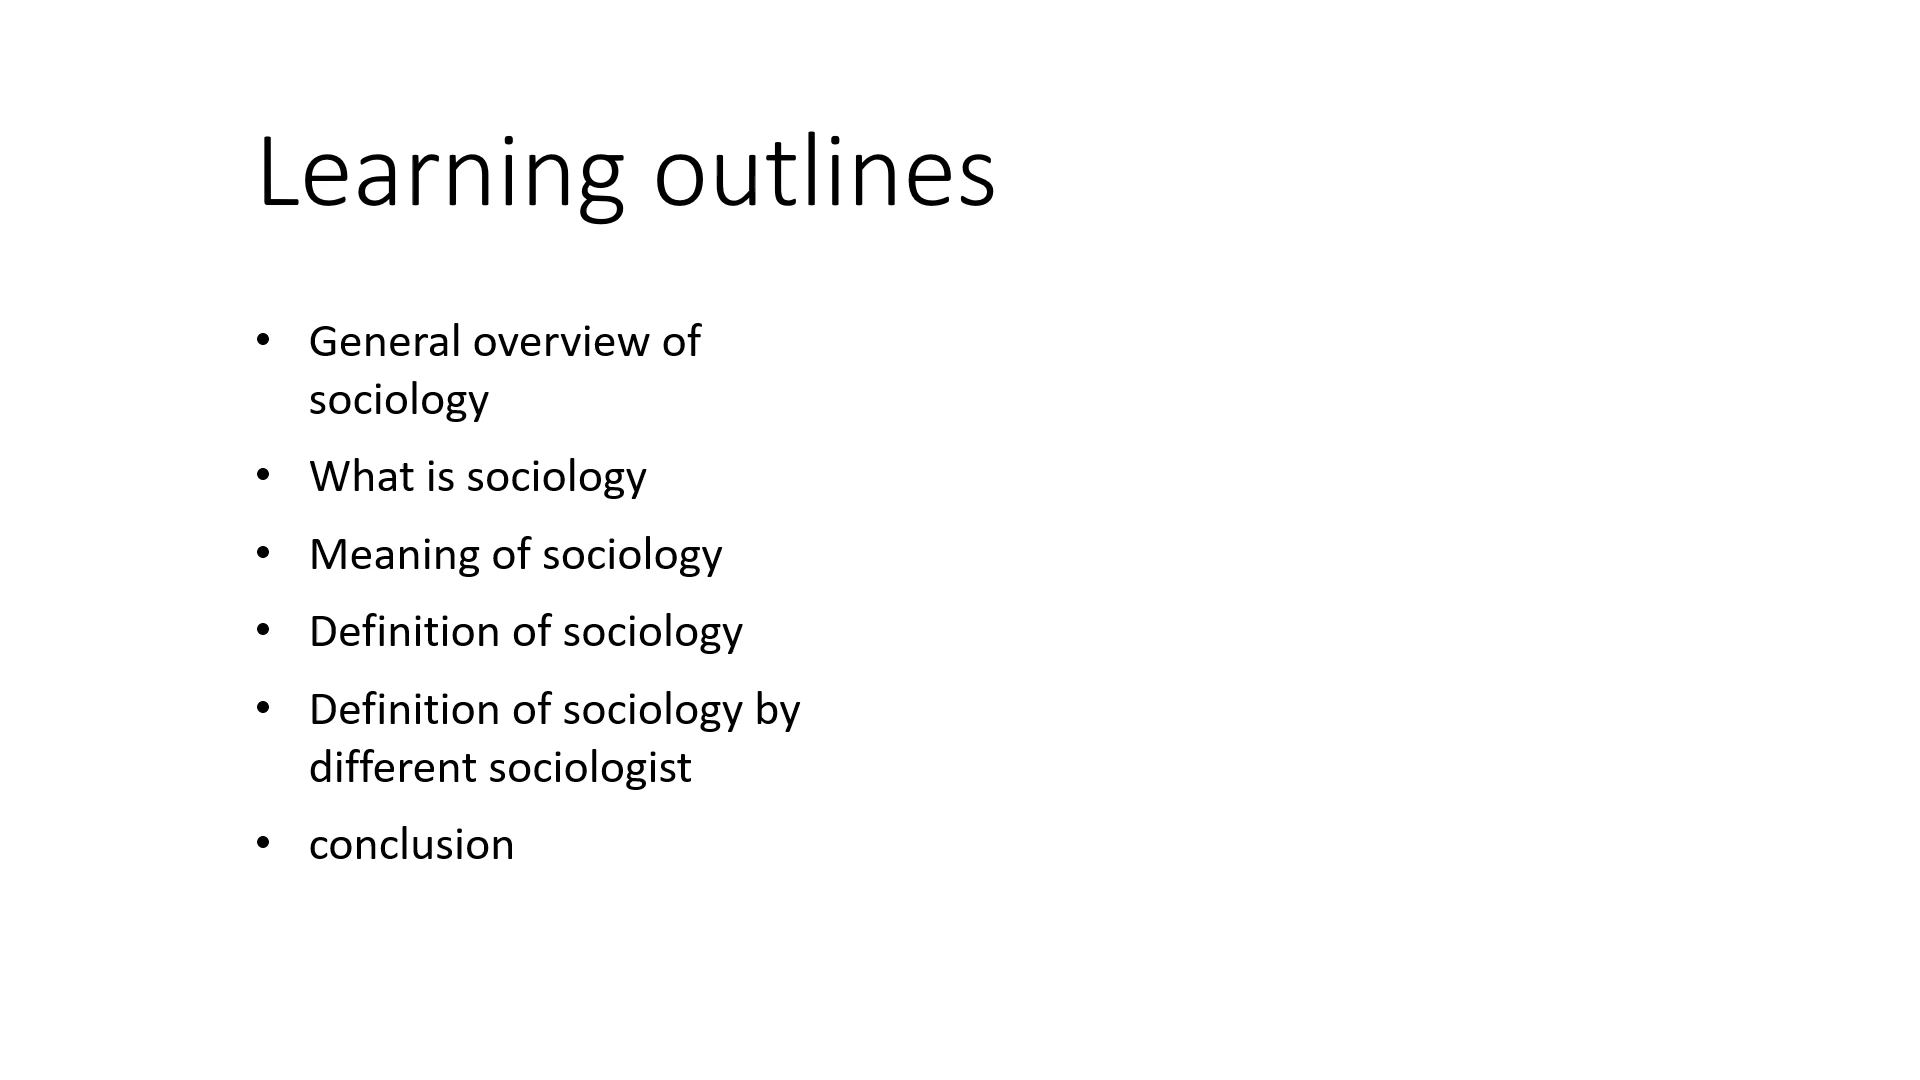 Learning outlines
• General overview of
sociology
• What is sociology
• Meaning of sociology
• Definition of sociology
• Definition of sociology by
different sociologist
• conclusion